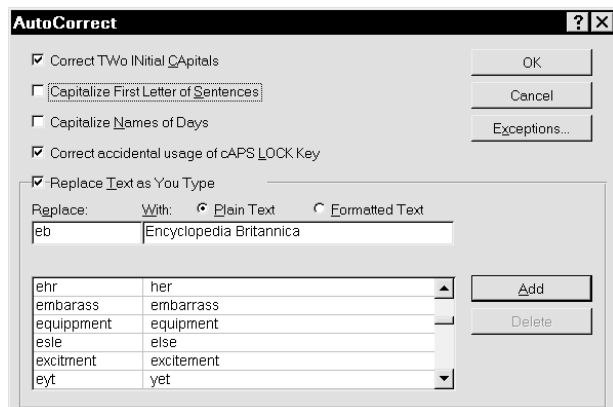 AutoCorrect
Correct TWo INitial CApitals
OK
Capitalize First Letter of Sentences
Cancel
Capitalize Names of Days
Exceptions...
Correct accidental usage of cAPS LOCK Key
Replace Text as You Type
Replace: With: Plain Text Formatted Text
eb Encyclopedia Britannica
ehr her
Add
embarass embarrass
equippment equipment
Delete
esle else
excitment excitement
eyt yet